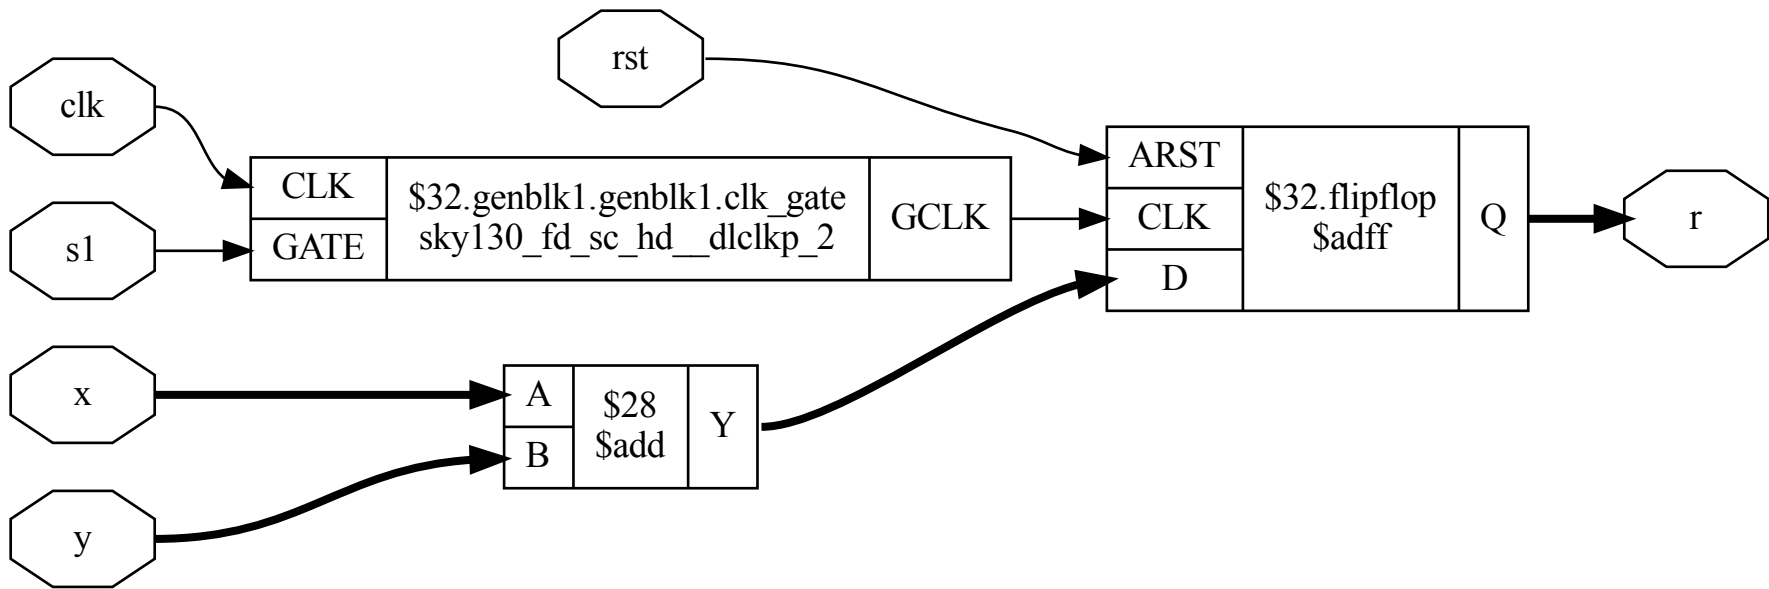 clk
s1
x
y
rst
CLK
GATE
$32.genblk1.genblk1.clk_gate
sky130_fd_sc_hd__dlclkp_2
GCLK
A
B
$28
$add
Y
ARST
CLK
D
$32.flipflop
$adff
Q
r